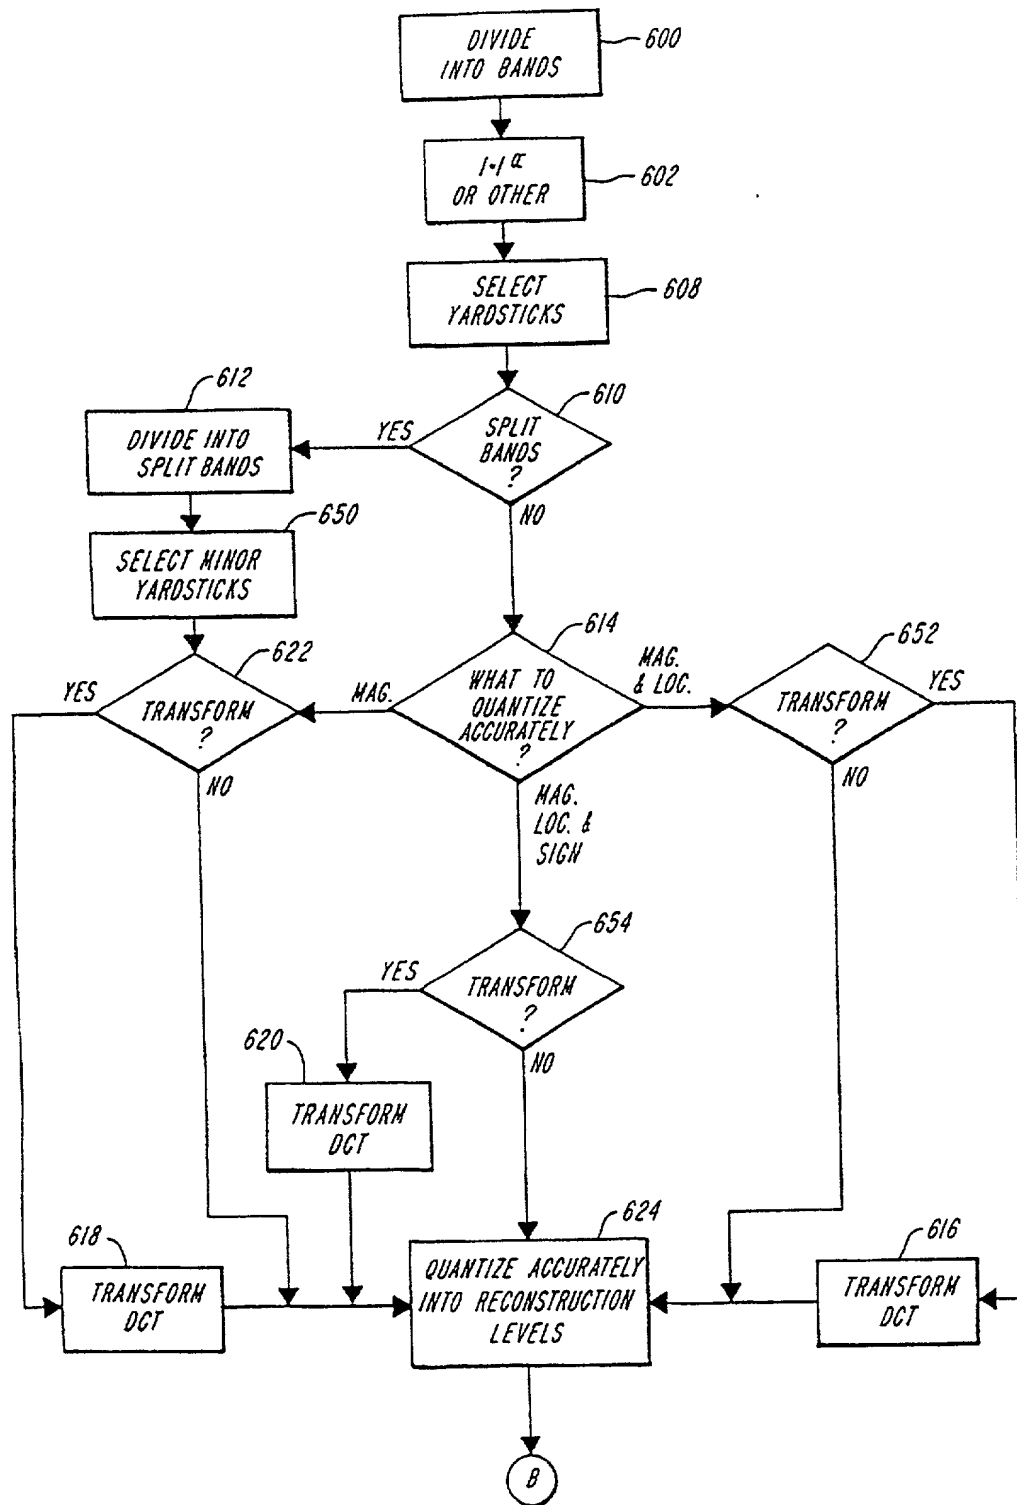 DIVIDE
INTO BANDS
600
|·|α
OR OTHER
602
SELECT
YARDSTICKS
608
612
610
DIVIDE INTO
SPLIT BANDS
YES
SPLIT
BANDS
?
NO
650
SELECT MINOR
YARDSTICKS
622
614
652
YES
TRANSFORM
?
NO
MAG.
WHAT TO
QUANTIZE
ACCURATELY
?
MAG.
& LOC.
TRANSFORM
?
YES
NO
MAG.
LOC. &
SIGN
654
YES
TRANSFORM
?
NO
620
TRANSFORM
DCT
618
TRANSFORM
DCT
624
QUANTIZE ACCURATELY
INTO RECONSTRUCTION
LEVELS
616
TRANSFORM
DCT
B